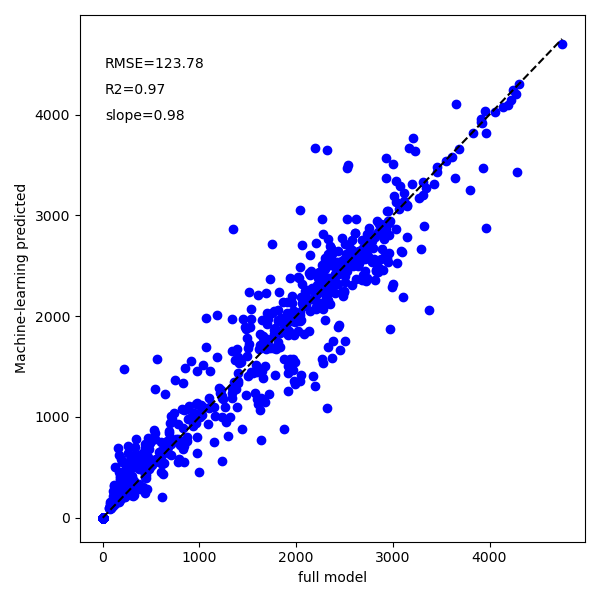 RMSE=123.78
R2=0.97
slope=0.98
4000
3000
2000
1000
0
Machine-learning predicted
0 1000 2000 3000 4000
full model